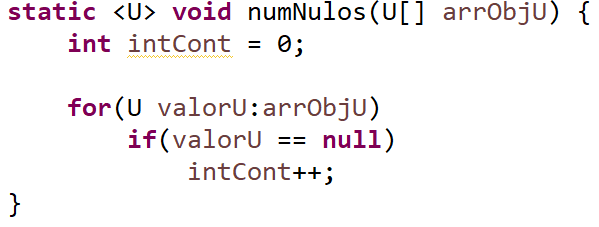 static <U> void numNulos(U[] arrObjU) {
    int intCont = 0;

    for(U valorU:arrObjU)
        if(valorU == null)
            intCont++;
}